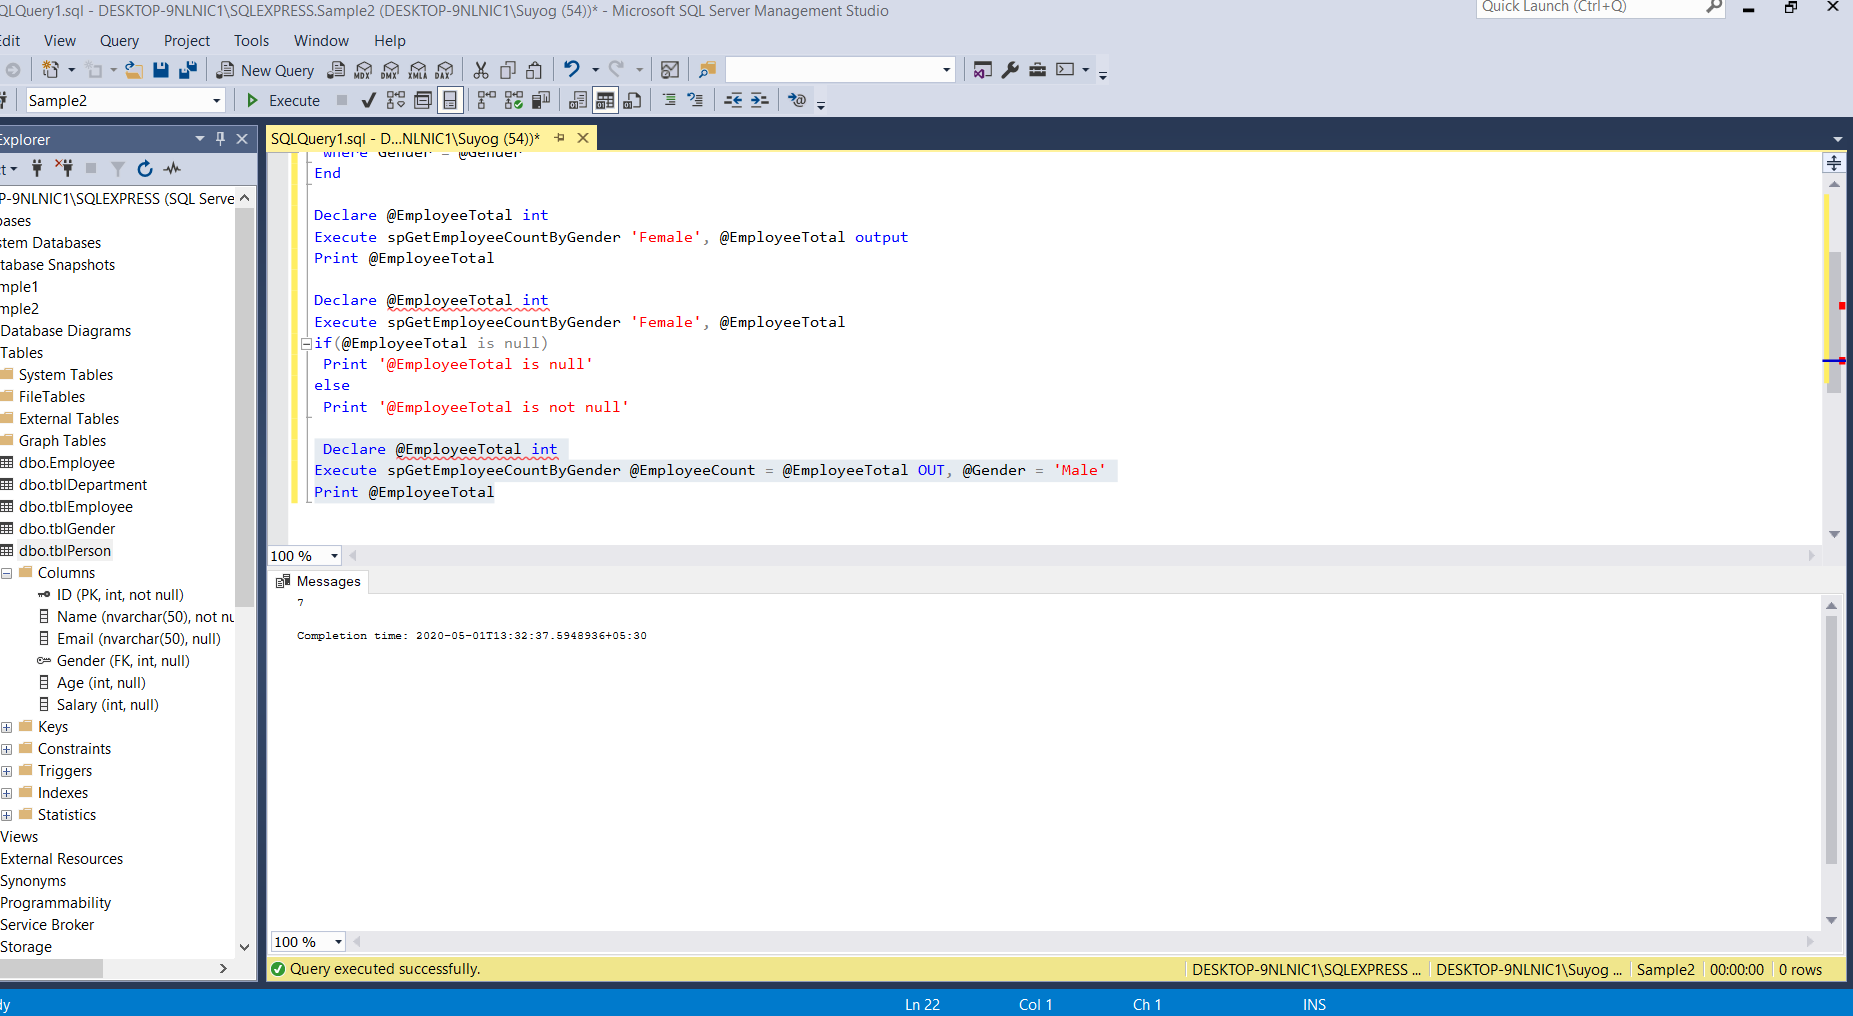 QLQuery1.sql - DESKTOP-9NLNIC1\SQLEXPRESS.Sample2 (DESKTOP-9NLNIC1\Suyog (54))* - Microsoft SQL Server Management Studio
Quick Launch (Ctrl+Q)
Edit View Query Project Tools Window Help
New Query MDX DMX XMLA DAX
Sample2 Execute
Explorer
SQLQuery1.sql - D...NLNIC1\Suyog (54))*
ct
P-9NLNIC1\SQLEXPRESS (SQL Serve
bases
stem Databases
tabase Snapshots
mple1
mple2
Database Diagrams
Tables
System Tables
FileTables
External Tables
Graph Tables
dbo.Employee
dbo.tblDepartment
dbo.tblEmployee
dbo.tblGender
dbo.tblPerson
Columns
ID (PK, int, not null)
Name (nvarchar(50), not nu
Email (nvarchar(50), null)
Gender (FK, int, null)
Age (int, null)
Salary (int, null)
Keys
Constraints
Triggers
Indexes
Statistics
Views
External Resources
Synonyms
Programmability
Service Broker
Storage
where Gender = @Gender
End
Declare @EmployeeTotal int
Execute spGetEmployeeCountByGender 'Female', @EmployeeTotal output
Print @EmployeeTotal
Declare @EmployeeTotal int
Execute spGetEmployeeCountByGender 'Female', @EmployeeTotal
if(@EmployeeTotal is null)
Print '@EmployeeTotal is null'
else
Print '@EmployeeTotal is not null'
Declare @EmployeeTotal int
Execute spGetEmployeeCountByGender @EmployeeCount = @EmployeeTotal OUT, @Gender = 'Male'
Print @EmployeeTotal
100 %
Messages
7
Completion time: 2020-05-01T13:32:37.5948936+05:30
100 %
Query executed successfully. DESKTOP-9NLNIC1\SQLEXPRESS ... DESKTOP-9NLNIC1\Suyog ... Sample2 00:00:00 0 rows
dy Ln 22 Col 1 Ch 1 INS